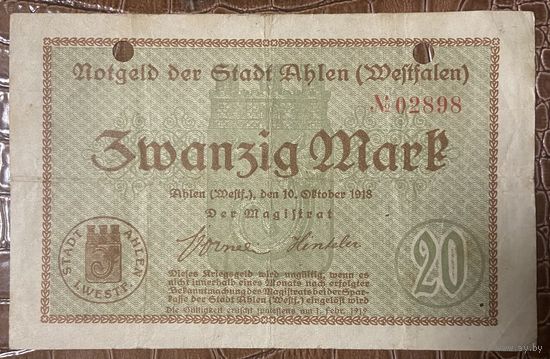 Notgeld der Stadt Ahlen (Westfalen)
№ 02898
Zwanzig Mark
Ahlen (Westf.), den 10. Oktober 1918
Der Magistrat
STADT AHLEN
I. WESTF.
20
Dieses Kriegsgeld wird ungültig, wenn es
nicht innerhalb eines Monats nach erfolgter
Bekanntmachung des Magistrats bei der Spar-
kasse der Stadt Ahlen (Westf.) eingelöst wird
Die Gültigkeit erlischt spätestens am 1. Febr. 1919
ay.by